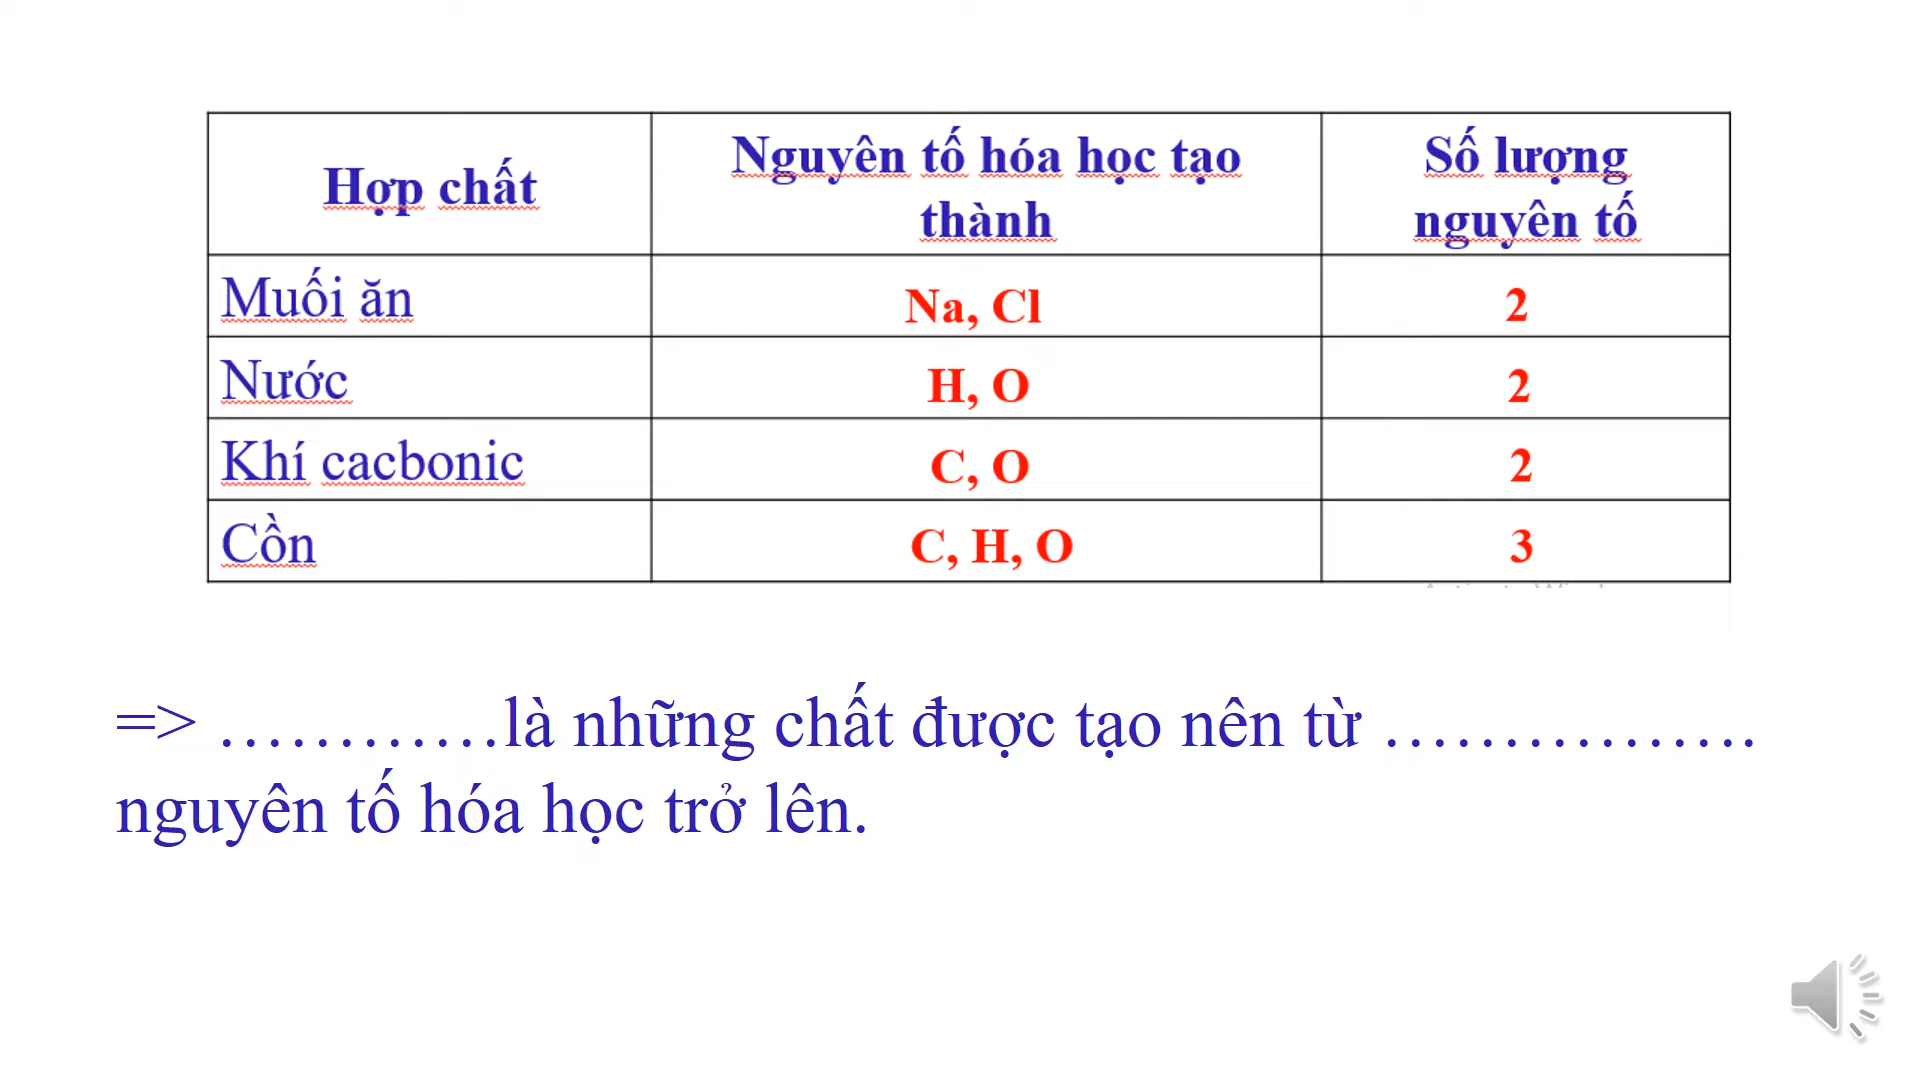 Hợp chất
Nguyên tố hóa học tạo
thành
Số lượng
nguyên tố
Muối ăn
Na, Cl
2
Nước
H, O
2
Khí cacbonic
C, O
2
Cồn
C, H, O
3
=> …………là những chất được tạo nên từ …………….
nguyên tố hóa học trở lên.